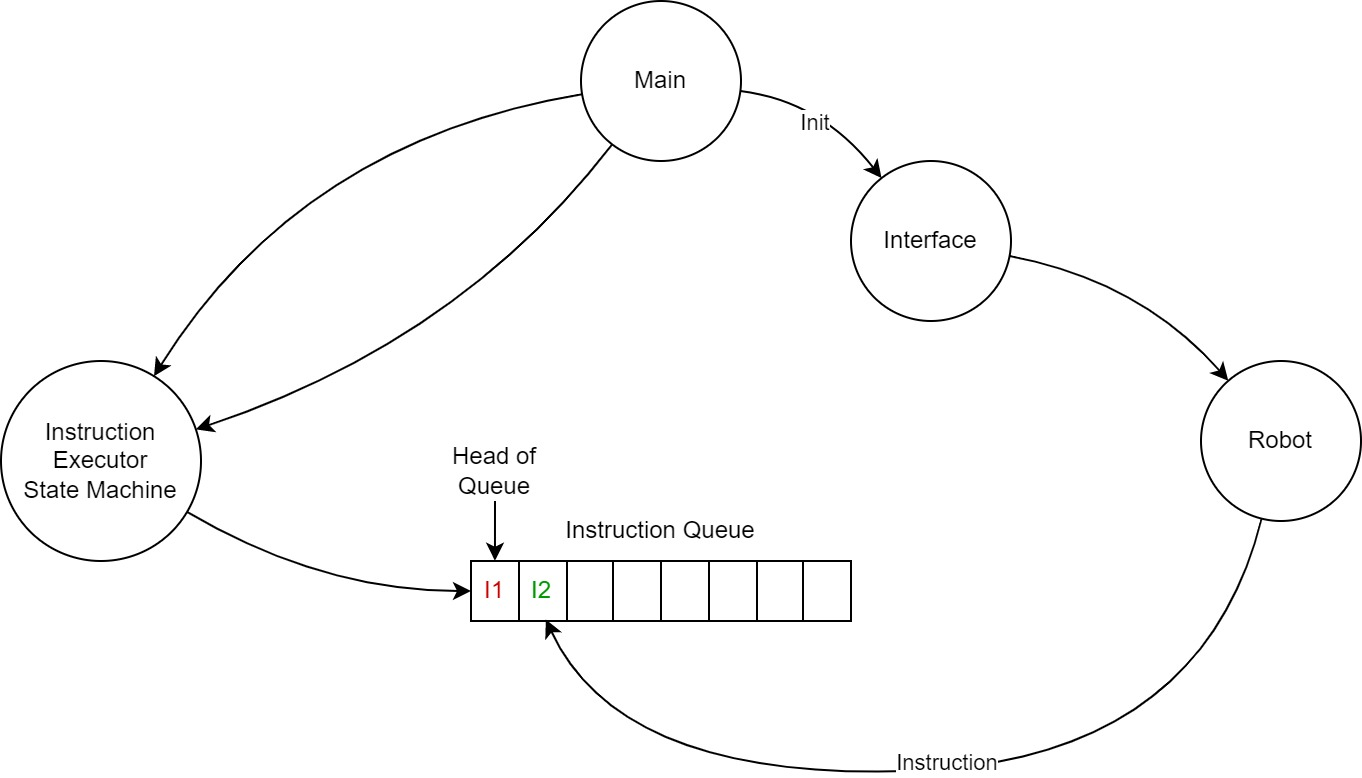 Main
Init
Interface
Instruction
Executor
State Machine
Robot
Head of
Queue
Instruction Queue
I1
I2
Instruction